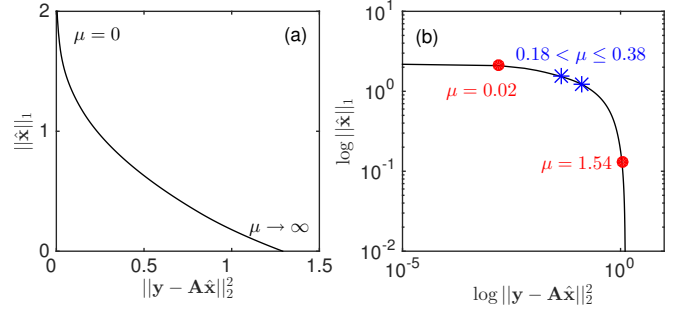 2
1
0
0
0.5
1
1.5
||x̂||₁
||y − Ax̂||₂²
μ = 0
(a)
μ → ∞
10¹
10⁰
10⁻¹
10⁻²
10⁻⁵
10⁰
log ||x̂||₁
log ||y − Ax̂||₂²
(b)
0.18 < μ ≤ 0.38
μ = 0.02
μ = 1.54